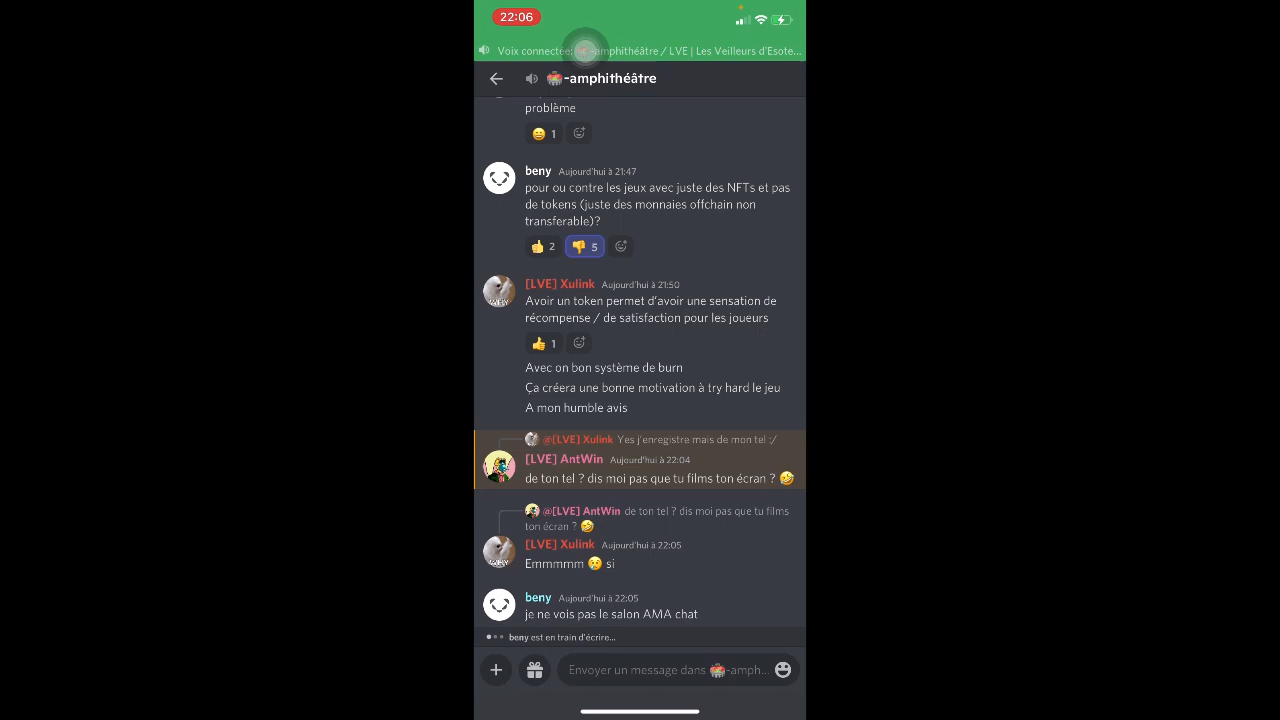 22:06
Voix connectée: -amphithéâtre / LVE | Les Veilleurs d'Esote...
-amphithéâtre
problème
😄 1
beny Aujourd'hui à 21:47
pour ou contre les jeux avec juste des NFTs et pas
de tokens (juste des monnaies offchain non
transferable)?
👍 2 👎 5
[LVE] Xulink Aujourd'hui à 21:50
Avoir un token permet d'avoir une sensation de
récompense / de satisfaction pour les joueurs
👍 1
Avec on bon système de burn
Ça créera une bonne motivation à try hard le jeu
A mon humble avis
@[LVE] Xulink Yes j'enregistre mais de mon tel :/
[LVE] AntWin Aujourd'hui à 22:04
de ton tel ? dis moi pas que tu films ton écran ? 🤣
@[LVE] AntWin de ton tel ? dis moi pas que tu films
ton écran ? 🤣
[LVE] Xulink Aujourd'hui à 22:05
Emmmmm 😢 si
beny Aujourd'hui à 22:05
je ne vois pas le salon AMA chat
beny est en train d'écrire...
Envoyer un message dans -amph...